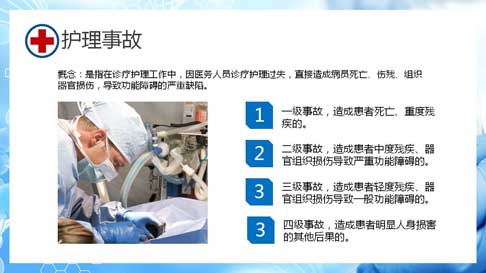 护理事故
概念：是指在诊疗护理工作中，因医务人员诊疗护理过失，直接造成病员死亡、伤残、组织
器官损伤，导致功能障碍的严重缺陷。
1
一级事故，造成患者死亡、重度残
疾的。
2
二级事故，造成患者中度残疾、器
官组织损伤导致严重功能障碍的。
3
三级事故，造成患者轻度残疾、器
官组织损伤导致一般功能障碍的。
3
四级事故，造成患者明显人身损害
的其他后果的。